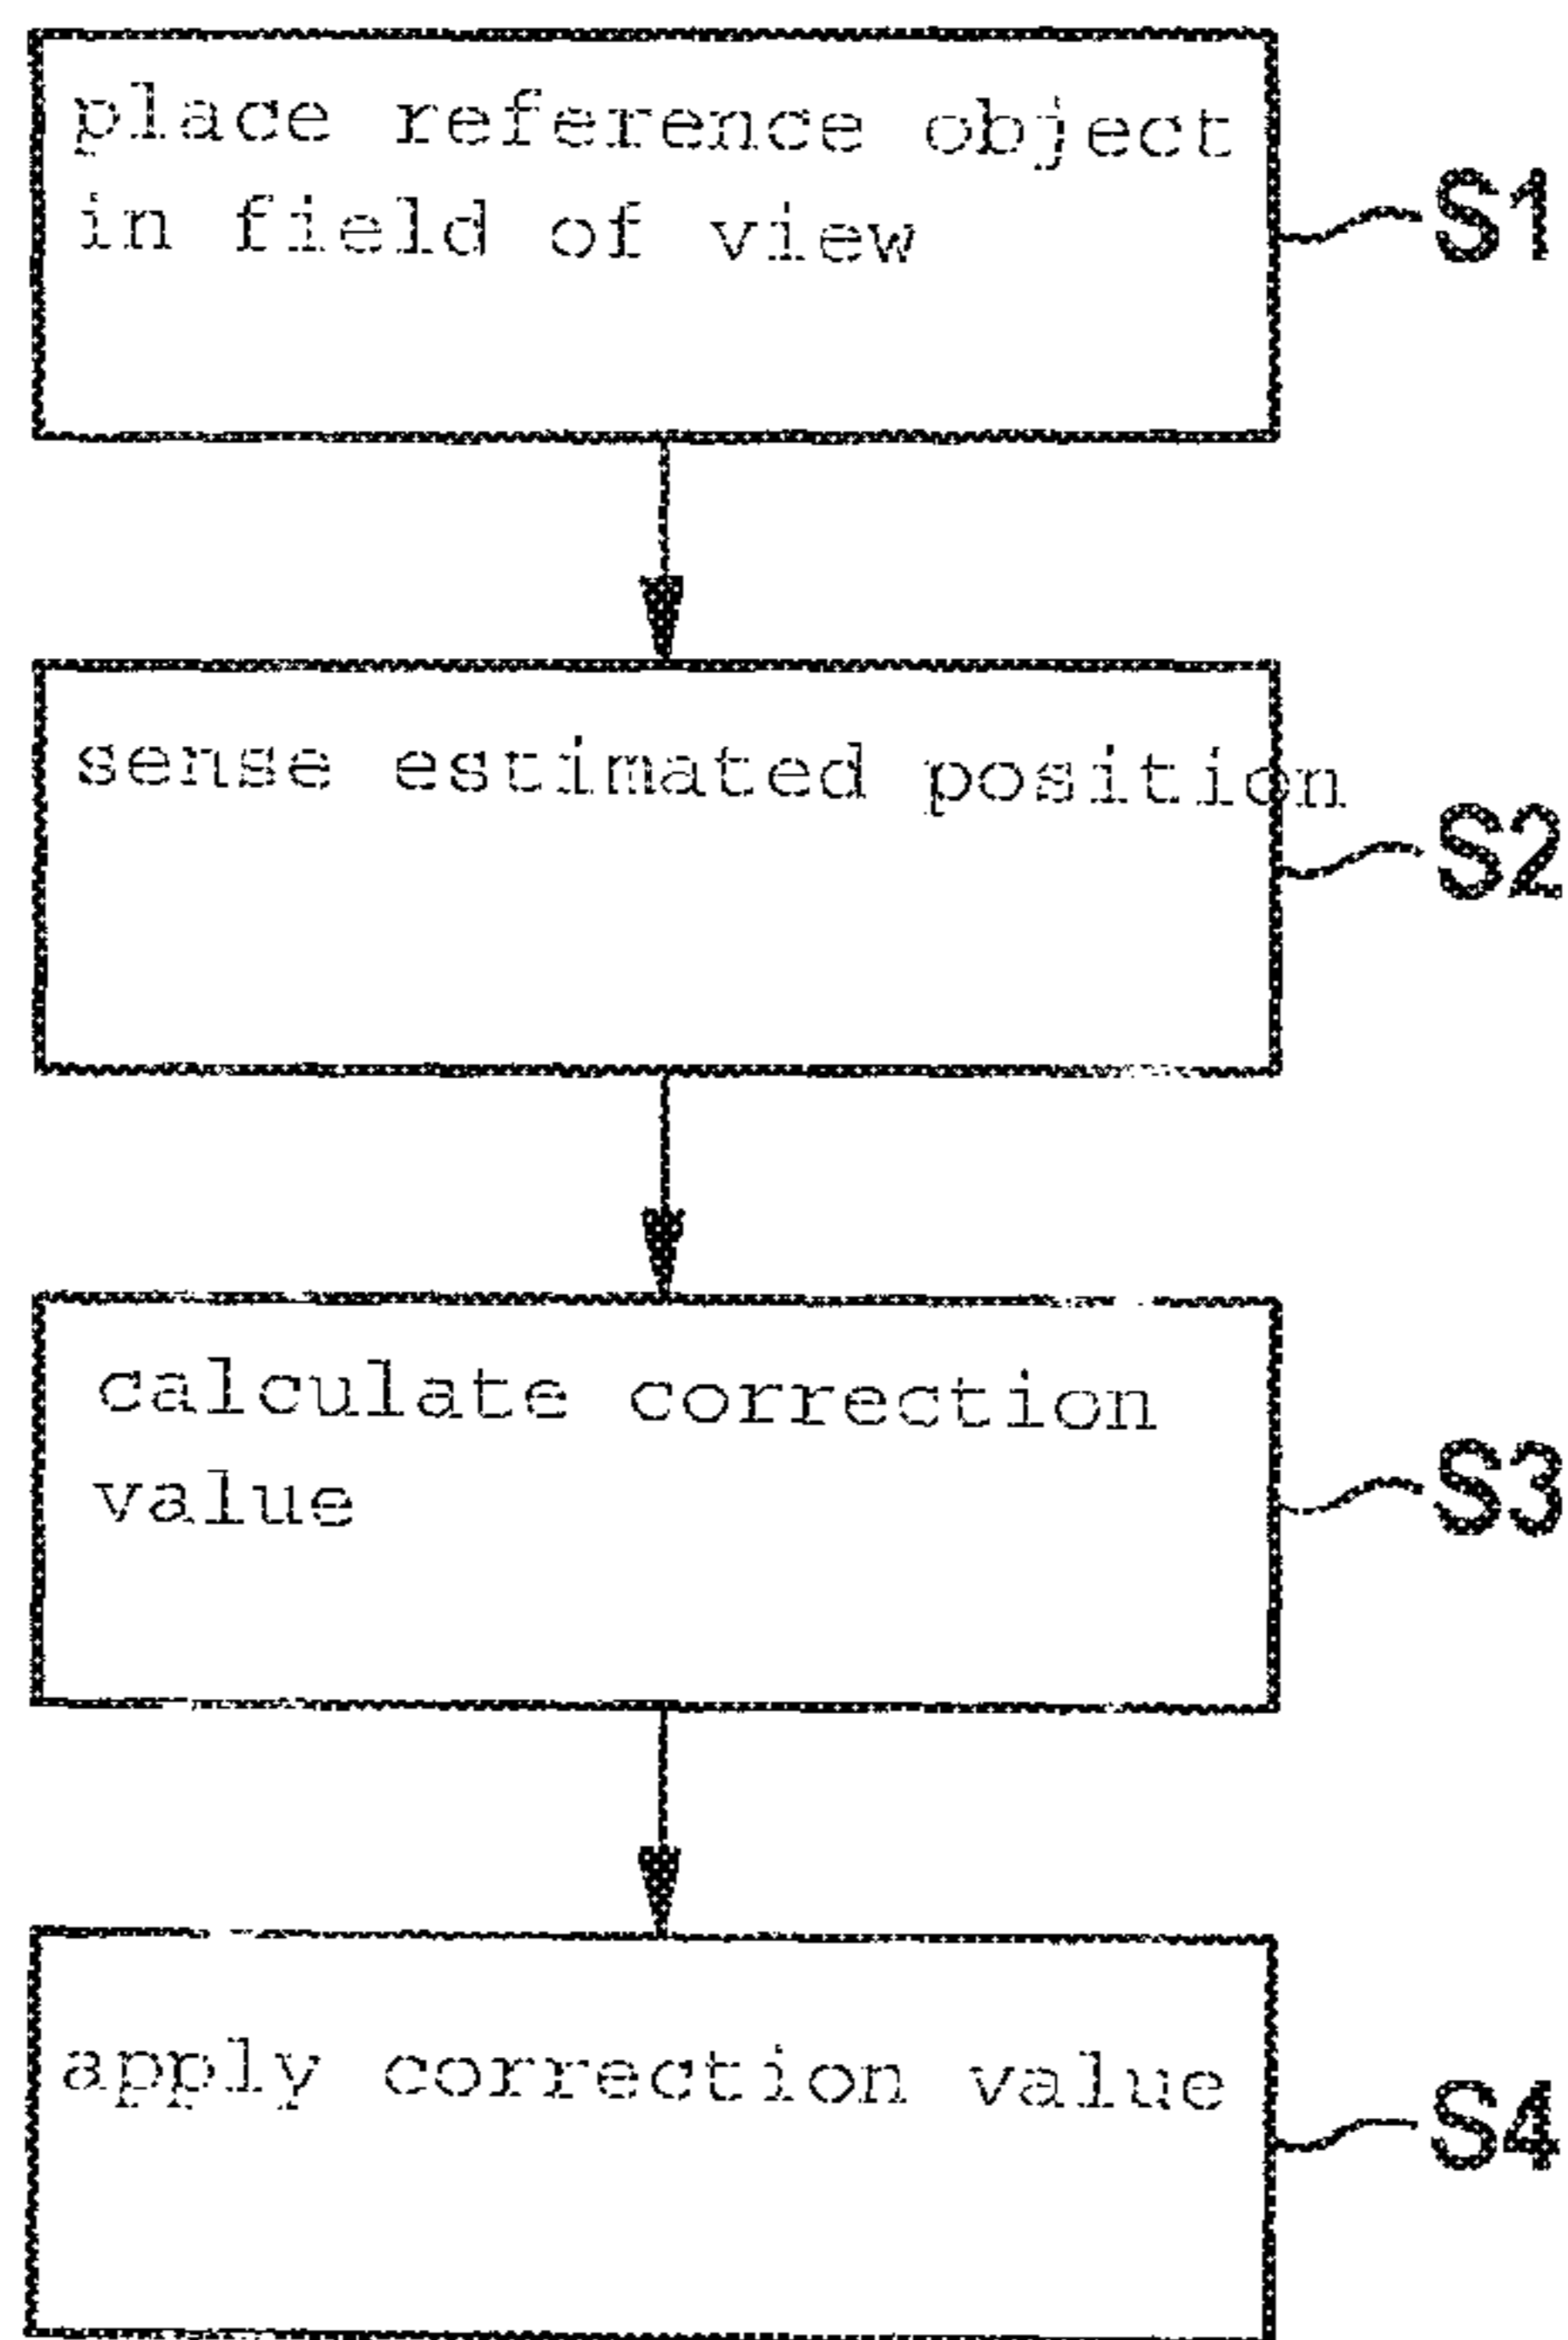 place reference object
in field of view
S1
sense estimated position
S2
calculate correction
value
S3
apply correction value
S4